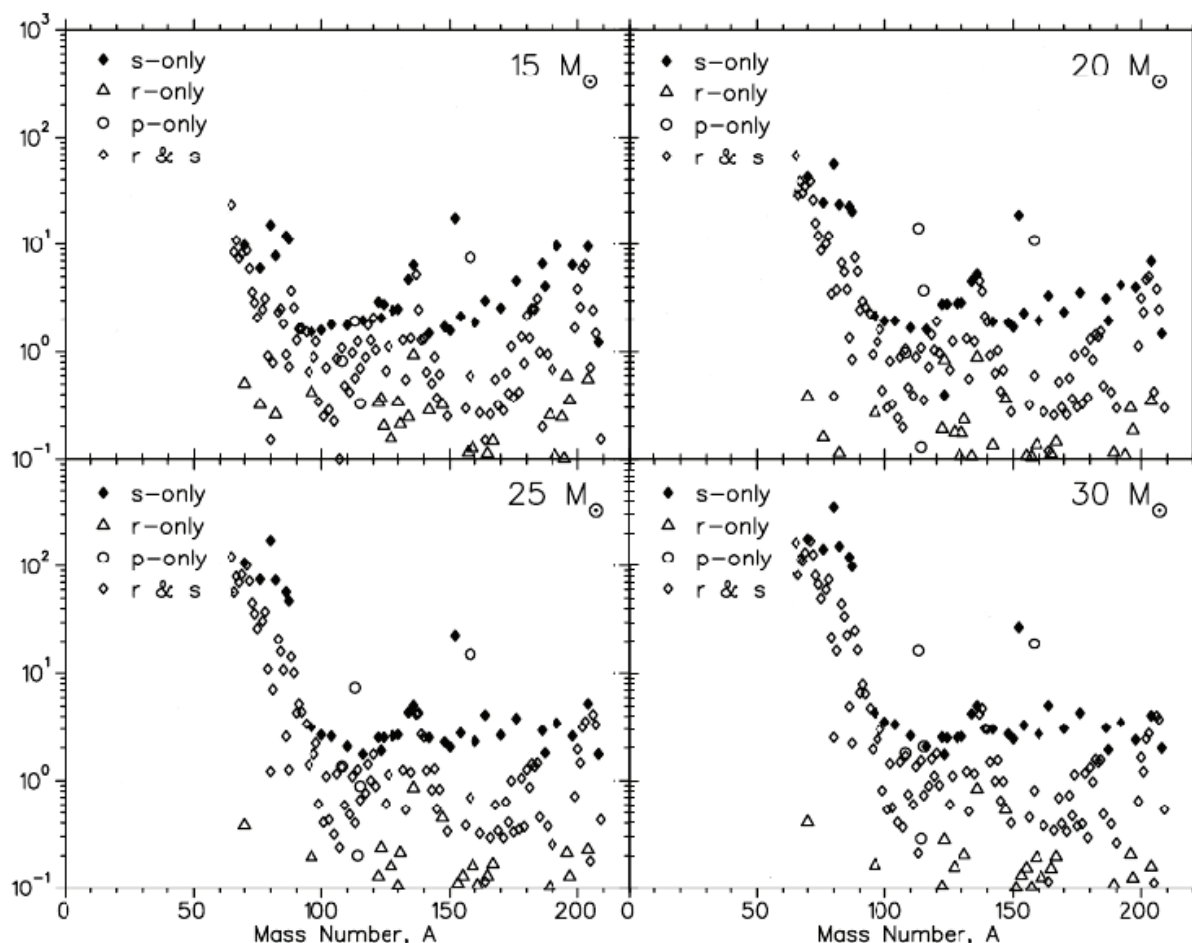 10³
s-only 15 M⊙
r-only
10² p-only
r & s
10¹
10⁰
10⁻¹
s-only 20 M⊙
r-only
p-only
r & s
s-only 25 M⊙
r-only
10² p-only
r & s
10¹
10⁰
10⁻¹
0 50 100 150 200
Mass Number, A
s-only 30 M⊙
r-only
p-only
r & s
0 50 100 150 200
Mass Number, A